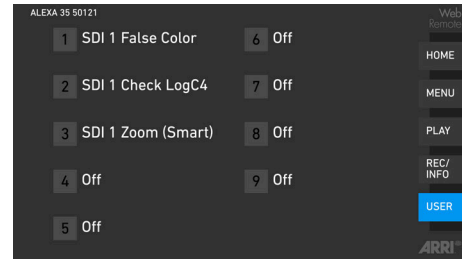 ALEXA 35 50121
Web
Remote
1 SDI 1 False Color
6 Off
HOME
2 SDI 1 Check LogC4
7 Off
MENU
3 SDI 1 Zoom (Smart)
8 Off
PLAY
4 Off
9 Off
REC/
INFO
5 Off
USER
ARRI®